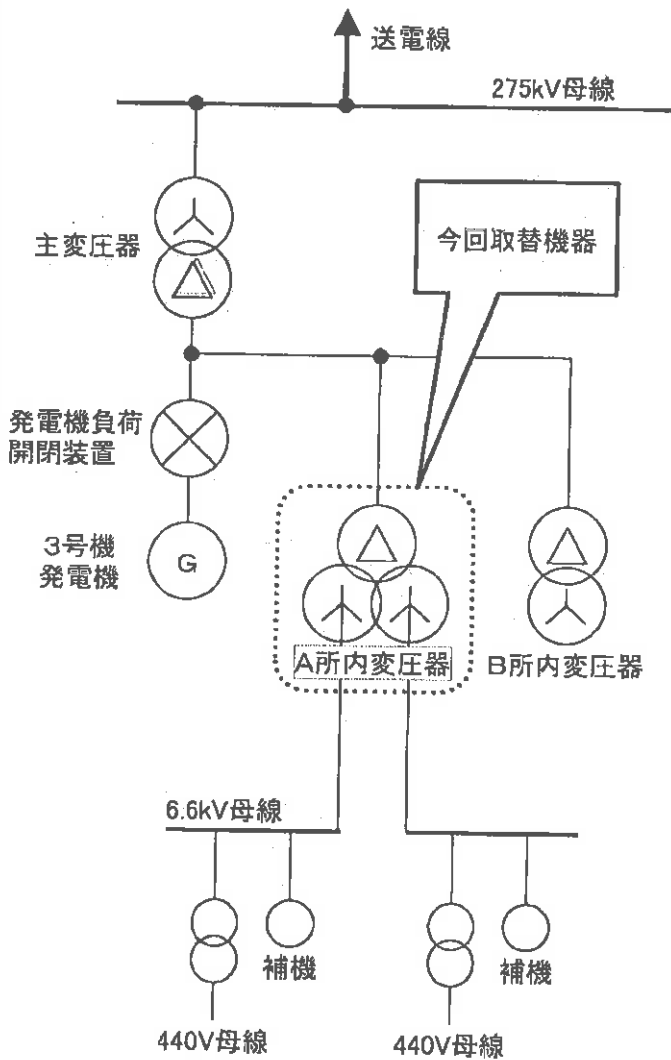 送電線
275kV母線
主変圧器
今回取替機器
発電機負荷
開閉装置
3号機
発電機
G
A所内変圧器
B所内変圧器
6.6kV母線
補機
補機
440V母線
440V母線